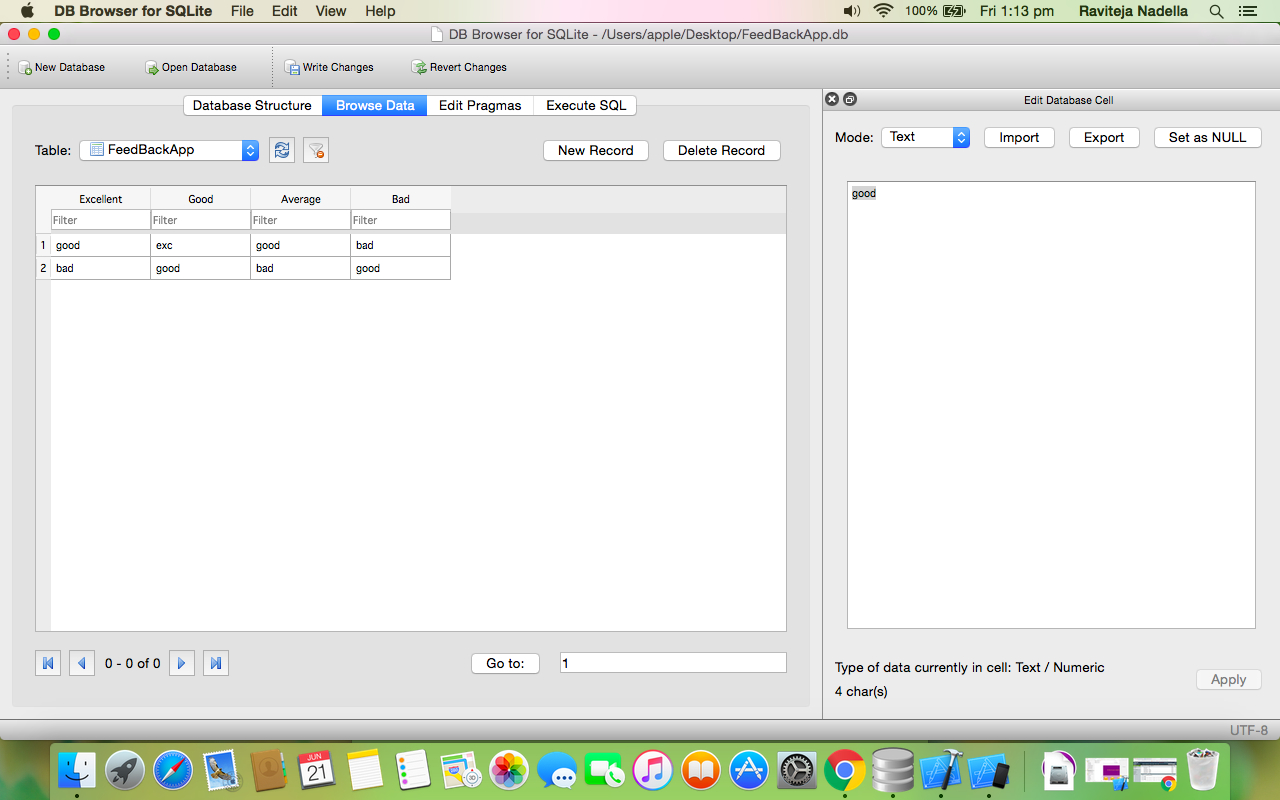 DB Browser for SQLite File Edit View Help 100% Fri 1:13 pm Raviteja Nadella
DB Browser for SQLite - /Users/apple/Desktop/FeedBackApp.db
New Database Open Database Write Changes Revert Changes
Database Structure Browse Data Edit Pragmas Execute SQL
Table: FeedBackApp New Record Delete Record
Excellent Good Average Bad
Filter Filter Filter Filter
1 good exc good bad
2 bad good bad good
0 - 0 of 0 Go to: 1
Edit Database Cell
Mode: Text Import Export Set as NULL
good
Type of data currently in cell: Text / Numeric
4 char(s)
Apply
UTF-8
JUN
21